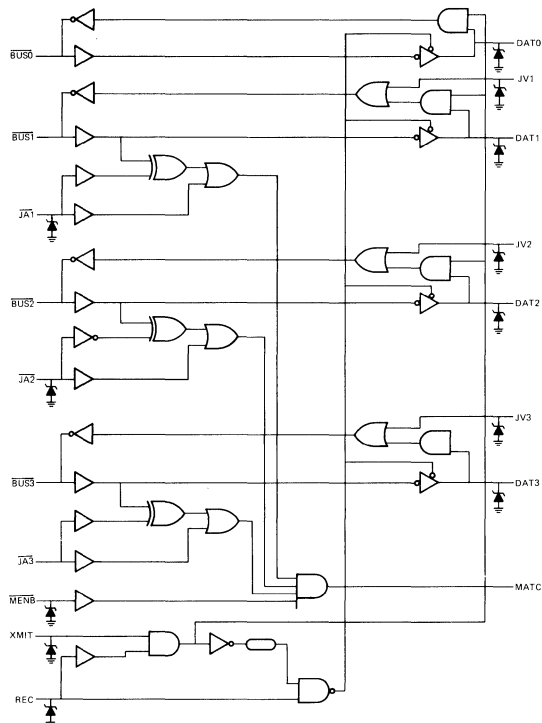 DAT0
BUS0
JV1
BUS1
DAT1
JA1
JV2
BUS2
DAT2
JA2
JV3
BUS3
DAT3
JA3
MATC
MENB
XMIT
REC